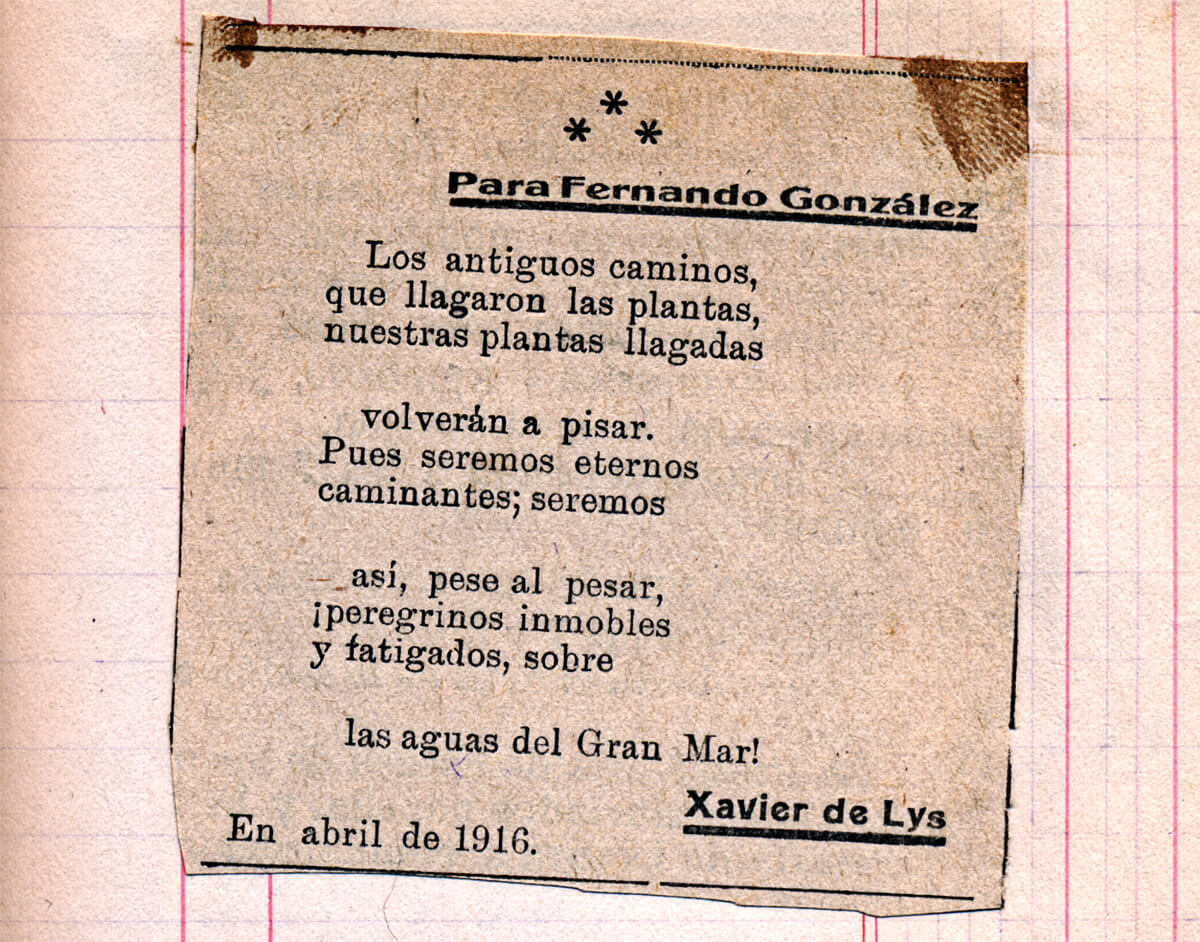 * * *
Para Fernando González
Los antiguos caminos,
que llagaron las plantas,
nuestras plantas llagadas
volverán a pisar.
Pues seremos eternos
caminantes; seremos
así, pese al pesar,
¡peregrinos inmobles
y fatigados, sobre
las aguas del Gran Mar!
Xavier de Lys
En abril de 1916.